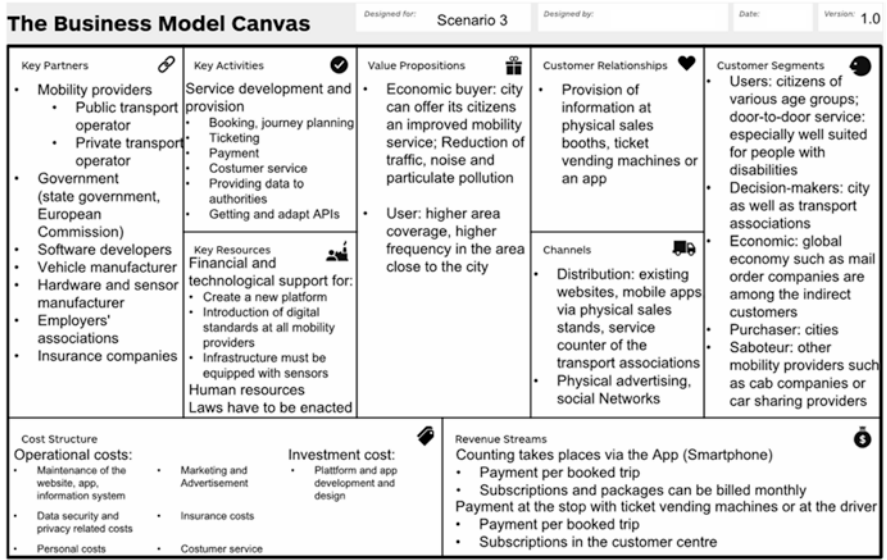 The Business Model Canvas
Designed for:
Scenario 3
Designed by:
Date:
Version:
1.0
Key Partners
• Mobility providers
• Public transport
operator
• Private transport
operator
• Government
(state government,
European
Commission)
• Software developers
• Vehicle manufacturer
• Hardware and sensor
manufacturer
• Employers'
associations
• Insurance companies
Key Activities
Service development and
provision
• Booking, journey planning
• Ticketing
• Payment
• Costumer service
• Providing data to
authorities
• Getting and adapt APIs
Key Resources
Financial and
technological support for:
• Create a new platform
• Introduction of digital
standards at all mobility
providers
• Infrastructure must be
equipped with sensors
Human resources
Laws have to be enacted
Value Propositions
• Economic buyer: city
can offer its citizens
an improved mobility
service; Reduction of
traffic, noise and
particulate pollution
• User: higher area
coverage, higher
frequency in the area
close to the city
Customer Relationships
• Provision of
information at
physical sales
booths, ticket
vending machines or
an app
Channels
• Distribution: existing
websites, mobile apps
via physical sales
stands, service
counter of the
transport associations
• Physical advertising,
social Networks
Customer Segments
• Users: citizens of
various age groups;
door-to-door service:
especially well suited
for people with
disabilities
• Decision-makers: city
as well as transport
associations
• Economic: global
economy such as mail
order companies are
among the indirect
customers
• Purchaser: cities
• Saboteur: other
mobility providers such
as cab companies or
car sharing providers
Cost Structure
Operational costs:
• Maintenance of the
website, app,
information system
• Data security and
privacy related costs
• Personal costs
• Marketing and
Advertisement
• Insurance costs
• Costumer service
Investment cost:
• Plattform and app
development and
design
Revenue Streams
Counting takes places via the App (Smartphone)
• Payment per booked trip
• Subscriptions and packages can be billed monthly
Payment at the stop with ticket vending machines or at the driver
• Payment per booked trip
• Subscriptions in the customer centre